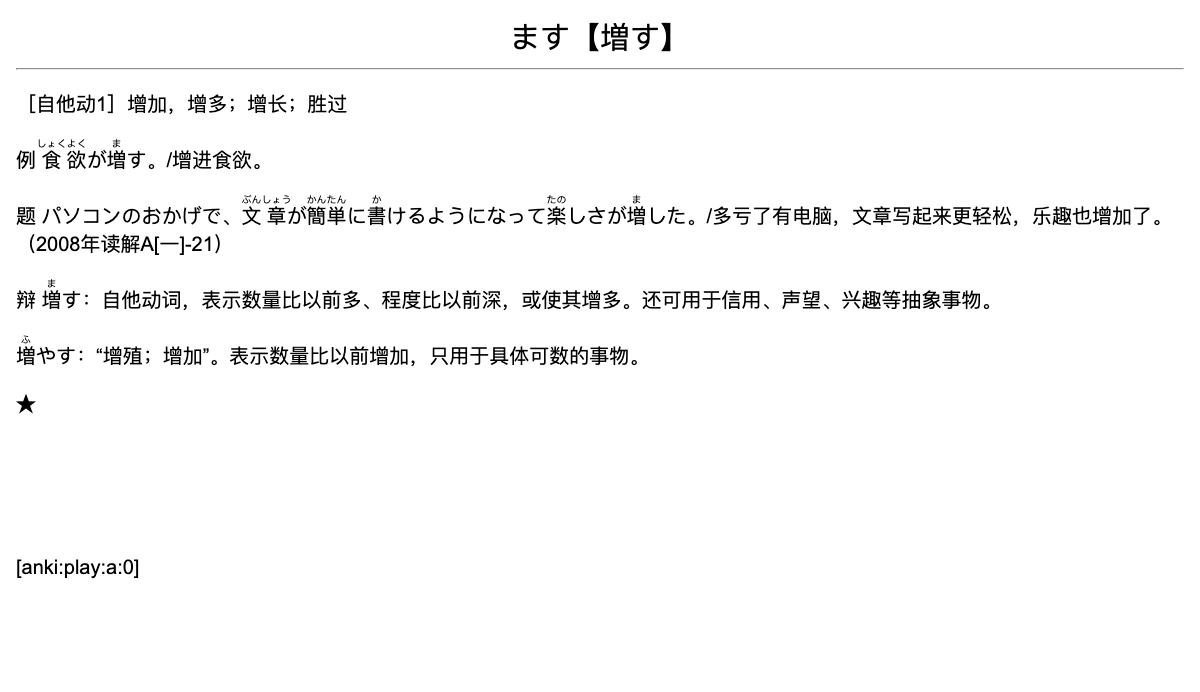 ます【増す】
［自他动1］增加，增多；增长；胜过
しょくよく ま
例 食欲が増す。/增进食欲。
ぶんしょう かんたん か たの ま
题 パソコンのおかげで、文章が簡単に書けるようになって楽しさが増した。/多亏了有电脑，文章写起来更轻松，乐趣也增加了。
（2008年读解A[一]-21）
ま
辩 増す：自他动词，表示数量比以前多、程度比以前深，或使其增多。还可用于信用、声望、兴趣等抽象事物。
ふ
増やす：“增殖；增加”。表示数量比以前增加，只用于具体可数的事物。
★
[anki:play:a:0]